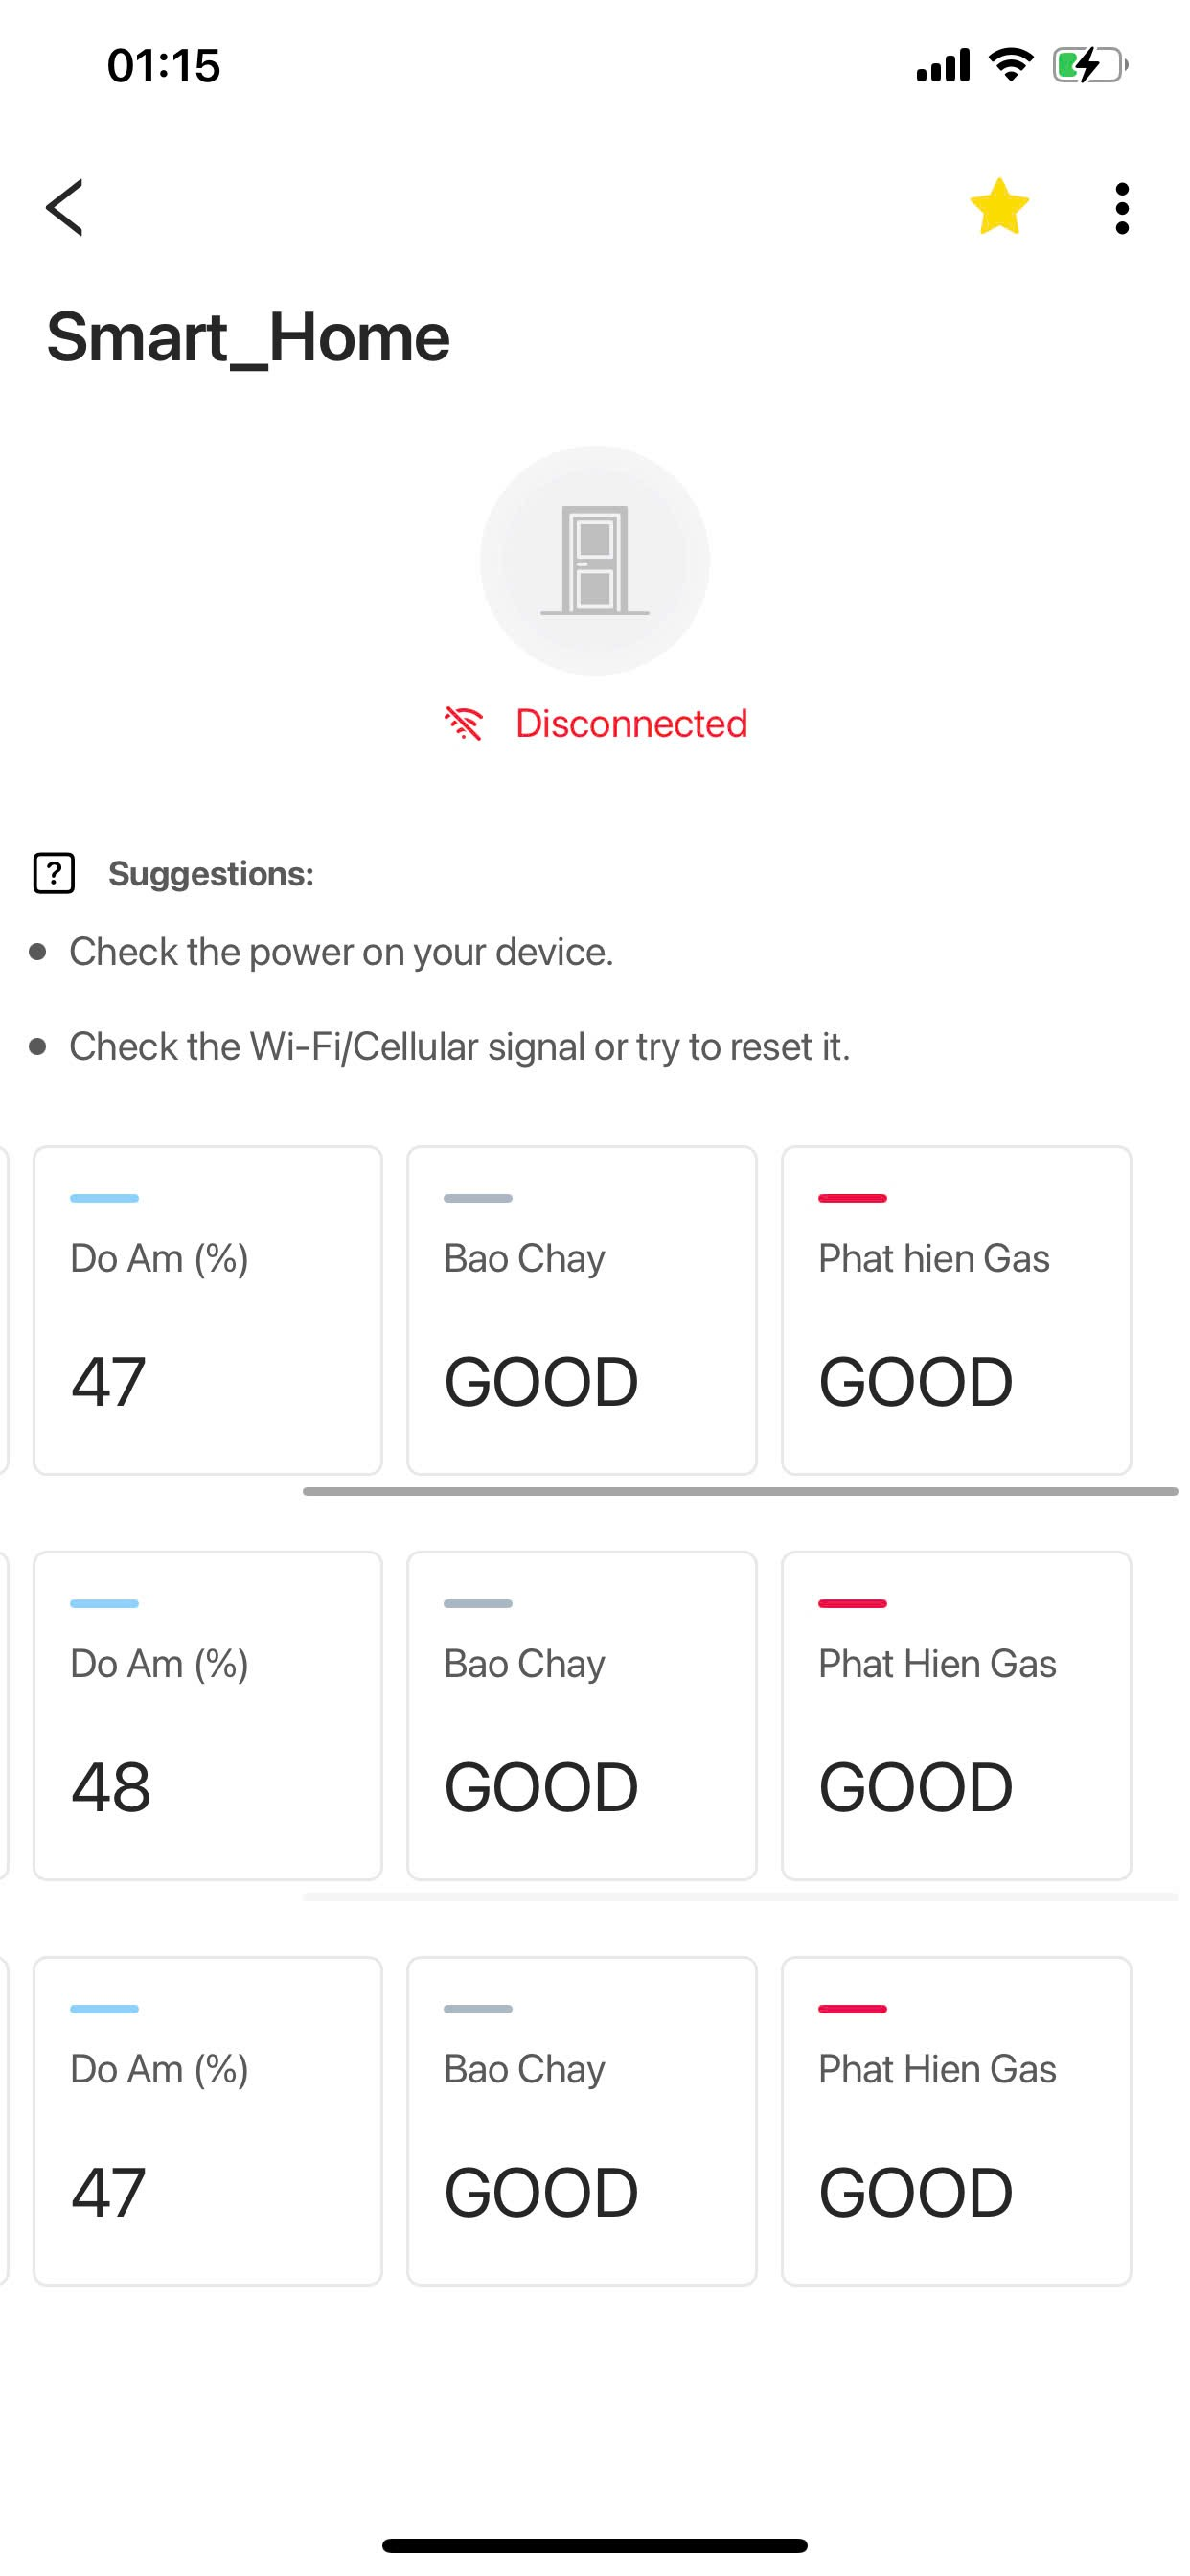 01:15
Smart_Home
Disconnected
Suggestions:
Check the power on your device.
Check the Wi-Fi/Cellular signal or try to reset it.
Do Am (%)
Bao Chay
Phat hien Gas
47
GOOD
GOOD
Do Am (%)
Bao Chay
Phat Hien Gas
48
GOOD
GOOD
Do Am (%)
Bao Chay
Phat Hien Gas
47
GOOD
GOOD